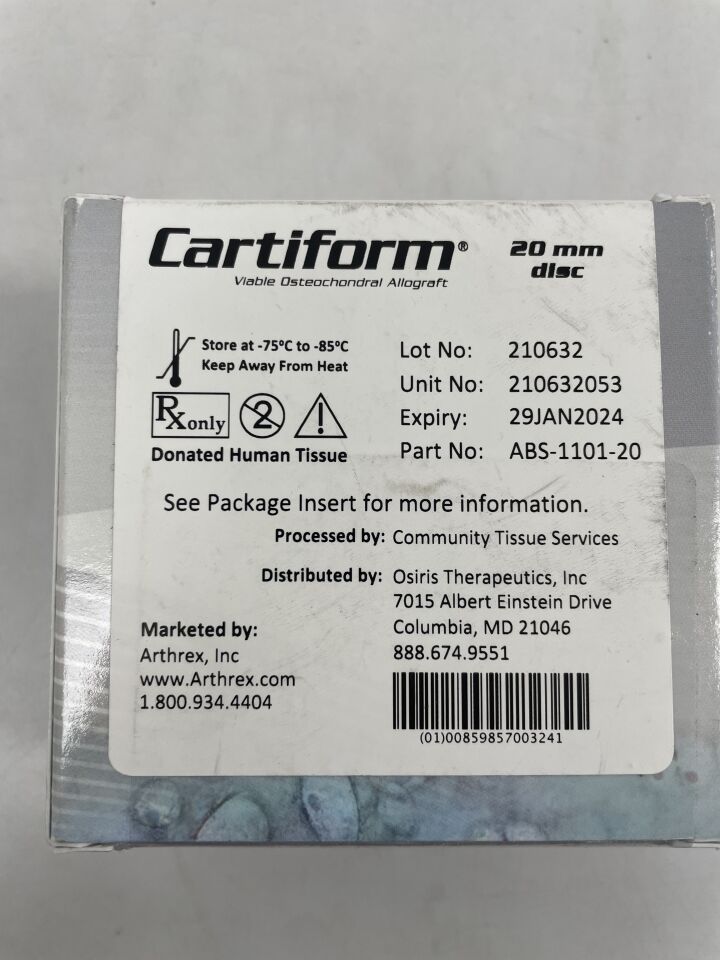 Cartiform®
Viable Osteochondral Allograft
20 mm
disc
Store at -75°C to -85°C
Keep Away From Heat
Rx only
2
Donated Human Tissue
Lot No: 210632
Unit No: 210632053
Expiry: 29JAN2024
Part No: ABS-1101-20
See Package Insert for more information.
Processed by: Community Tissue Services
Distributed by: Osiris Therapeutics, Inc
7015 Albert Einstein Drive
Columbia, MD 21046
888.674.9551
Marketed by:
Arthrex, Inc
www.Arthrex.com
1.800.934.4404
(01)00859857003241